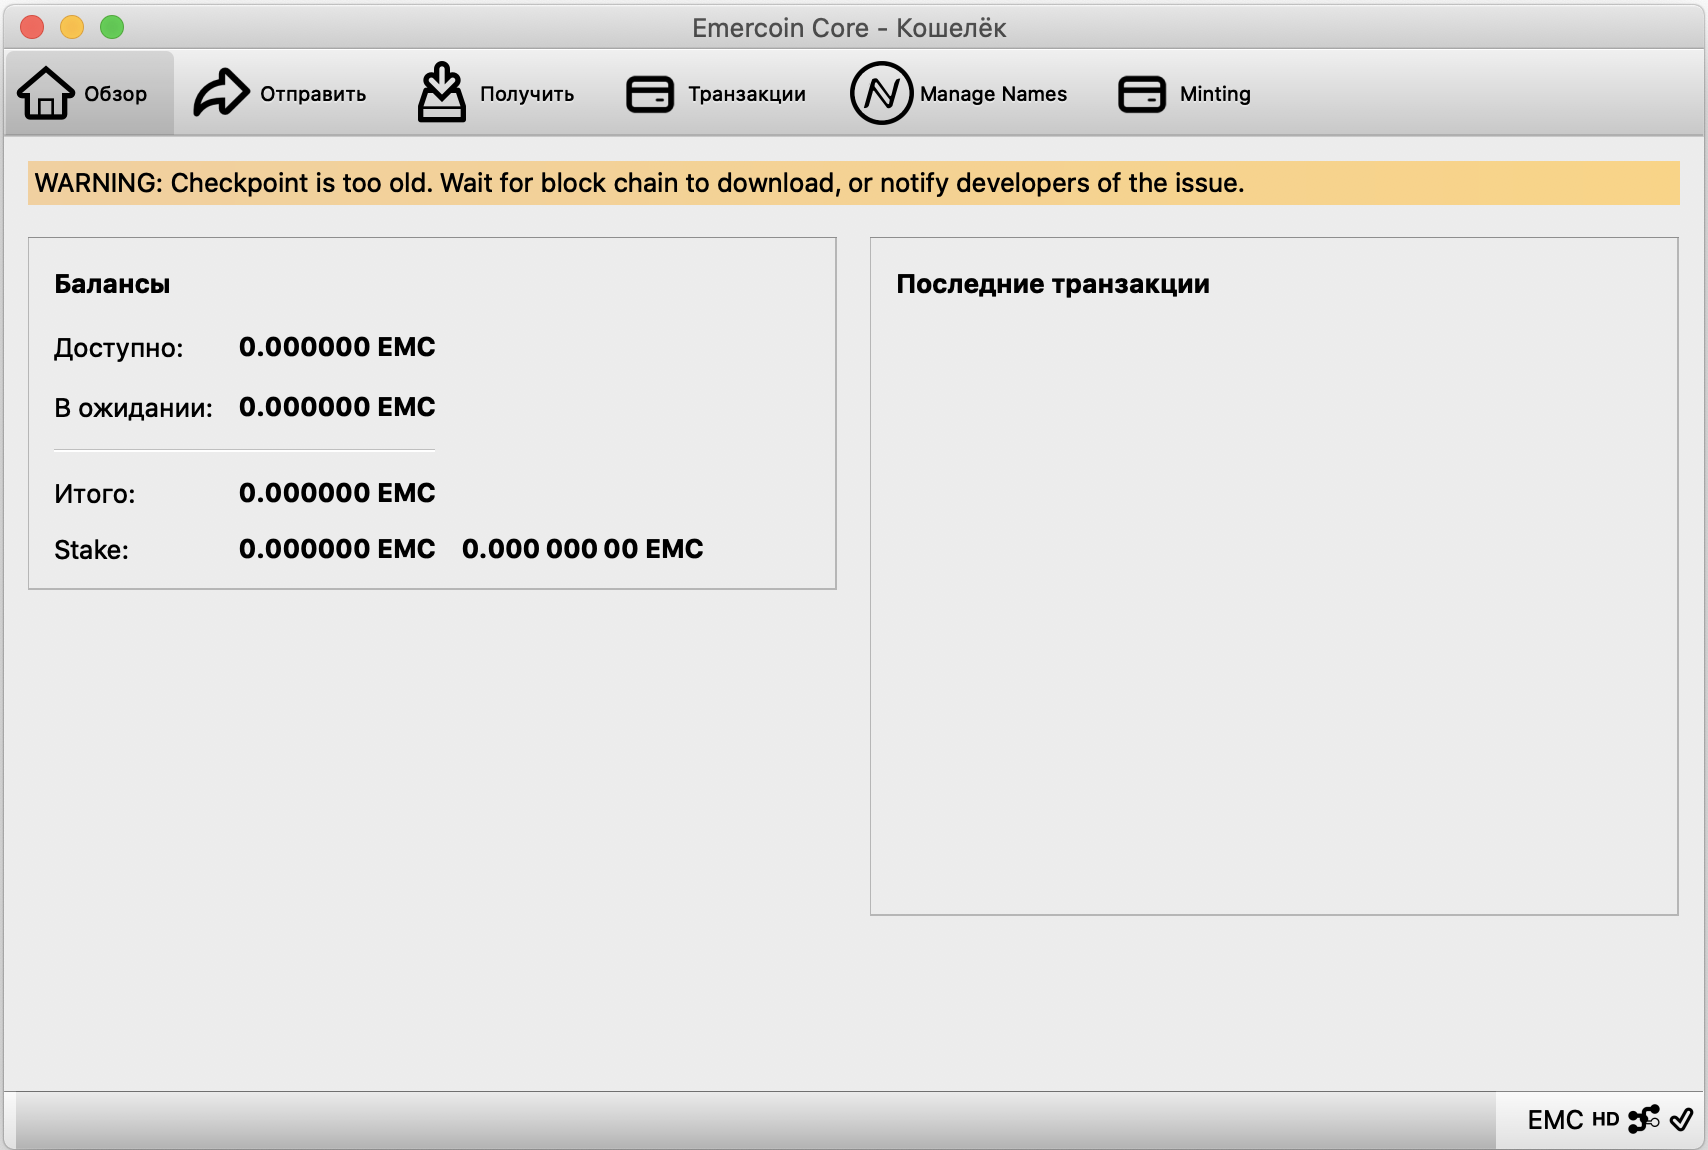 Emercoin Core - Кошелёк
Обзор Отправить Получить Транзакции Manage Names Minting
WARNING: Checkpoint is too old. Wait for block chain to download, or notify developers of the issue.
Балансы
Доступно: 0.000000 EMC
В ожидании: 0.000000 EMC
Итого: 0.000000 EMC
Stake: 0.000000 EMC 0.000 000 00 EMC
Последние транзакции
EMC HD